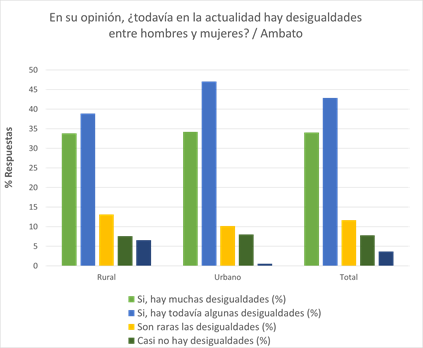 En su opinión, ¿todavía en la actualidad hay desigualdades
entre hombres y mujeres? / Ambato
50
45
40
35
30
25
20
15
10
5
0
% Respuestas
Rural
Urbano
Total
Si, hay muchas desigualdades (%)
Si, hay todavía algunas desigualdades (%)
Son raras las desigualdades (%)
Casi no hay desigualdades (%)